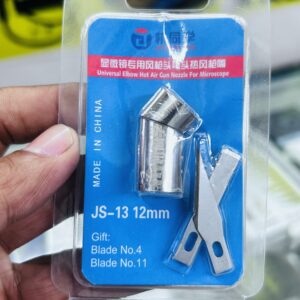 显微镜专用风枪头弯头热风枪嘴
Universal Elbow Hot Air Gun Nozzle For Microscope
MADE IN CHINA
JS-13 12mm
Gift:
Blade No.4
Blade No.11